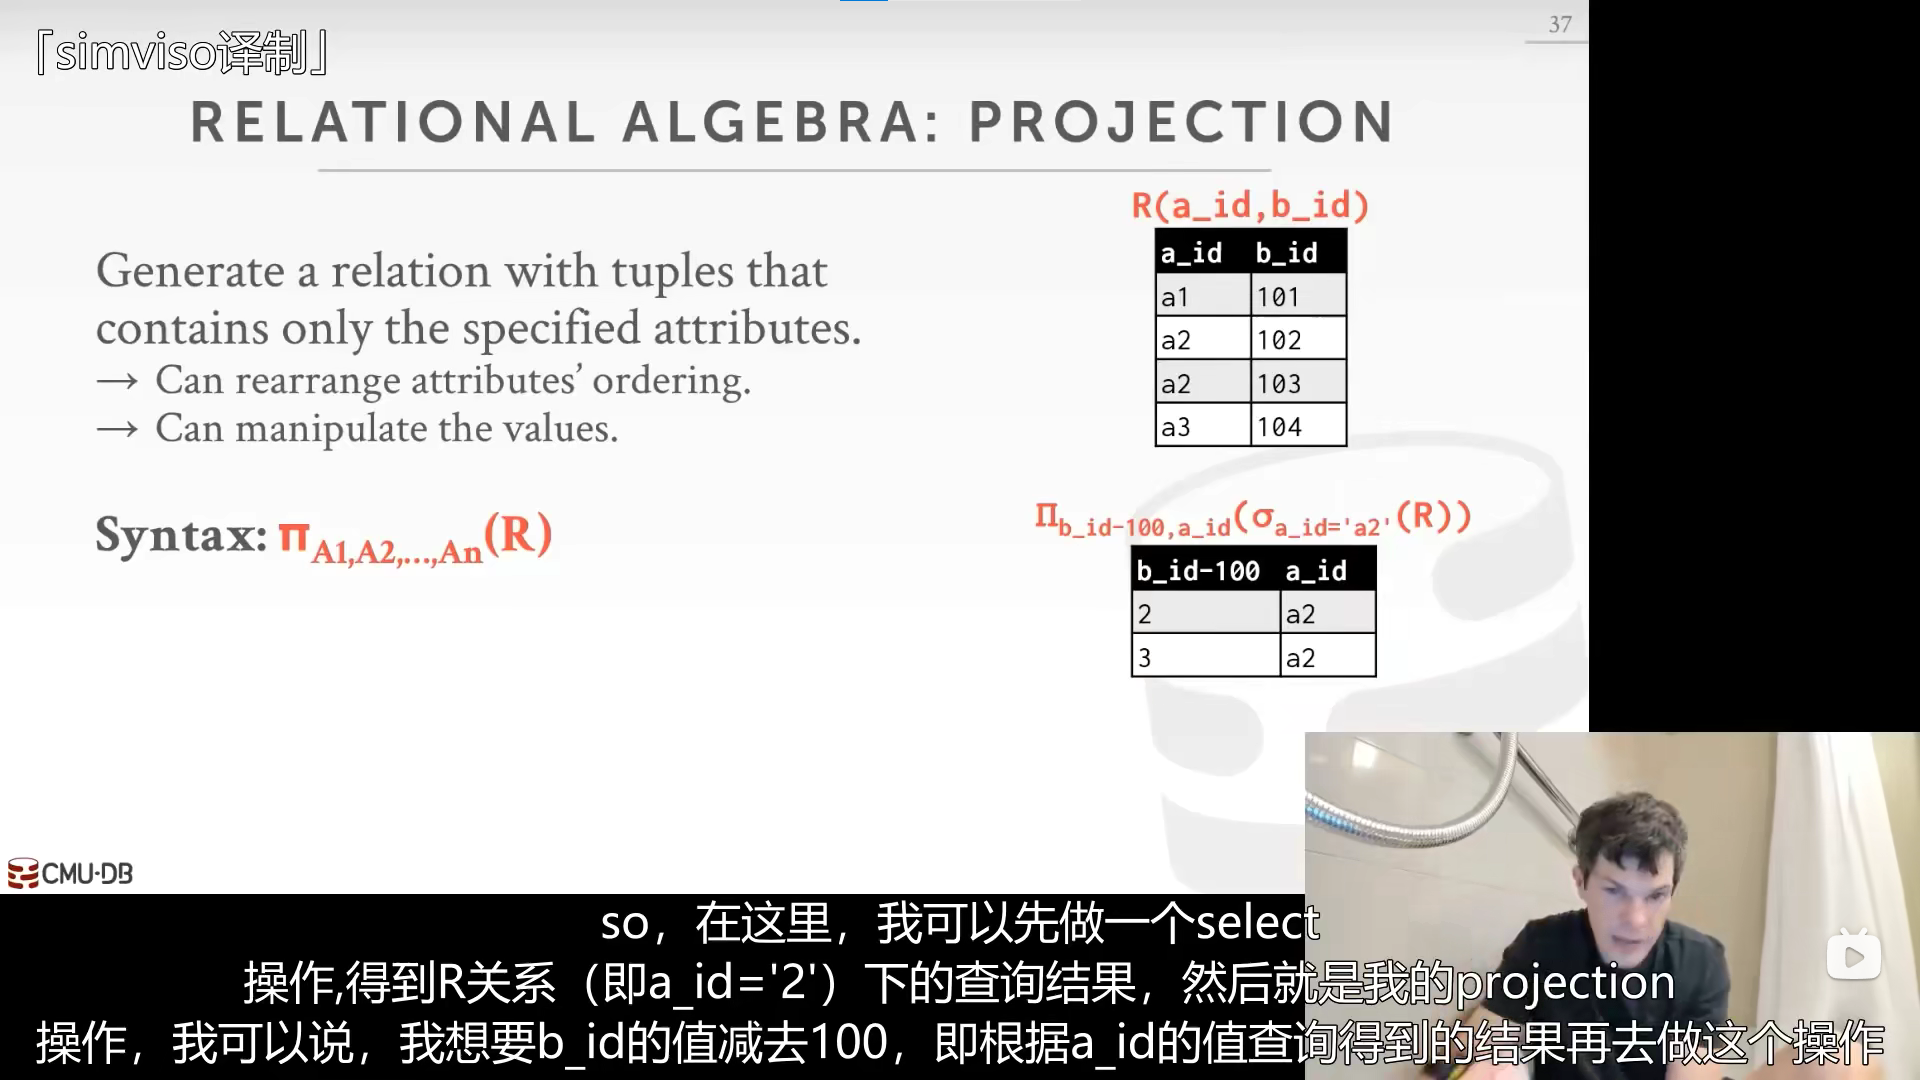 37
「simviso译制」
RELATIONAL ALGEBRA: PROJECTION
Generate a relation with tuples that
contains only the specified attributes.
→ Can rearrange attributes’ ordering.
→ Can manipulate the values.
Syntax: π A1,A2,…,An(R)
R(a_id,b_id)
a_id b_id
a1 101
a2 102
a2 103
a3 104
Π b_id-100,a_id(σ a_id='a2'(R))
b_id-100 a_id
2 a2
3 a2
CMU·DB
so，在这里，我可以先做一个select
操作,得到R关系（即a_id='2'）下的查询结果，然后就是我的projection
操作，我可以说，我想要b_id的值减去100，即根据a_id的值查询得到的结果再去做这个操作